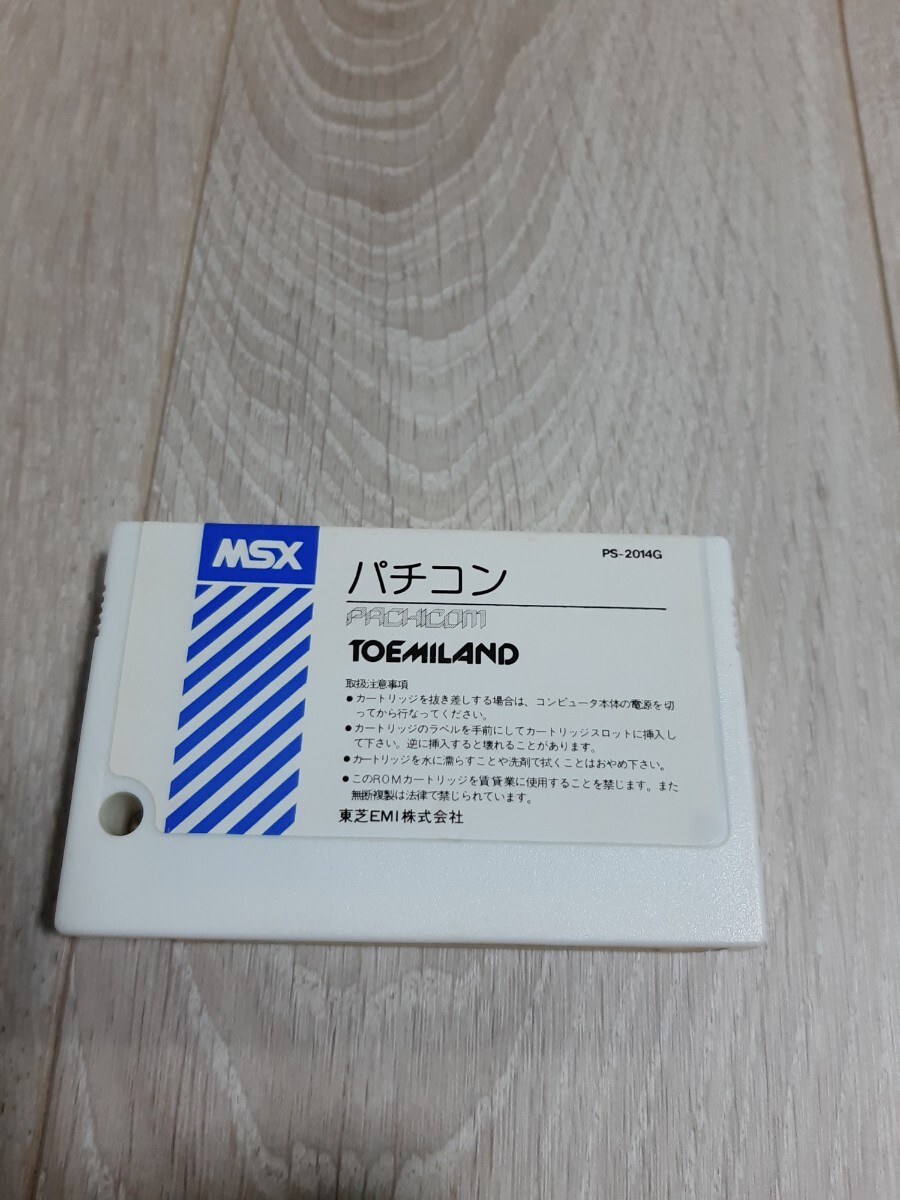 MSX
PS-2014G
パチコン
PACHICOM
TOEMILAND
取扱注意事項
●カートリッジを抜き差しする場合は、コンピュータ本体の電源を切
ってから行なってください。
●カートリッジのラベルを手前にしてカートリッジスロットに挿入し
て下さい。逆に挿入すると壊れることがあります。
●カートリッジを水に濡らすことや洗剤で拭くことはおやめ下さい。
●このROMカートリッジを賃貸業に使用することを禁じます。また
無断複製は法律で禁じられています。
東芝EMI株式会社